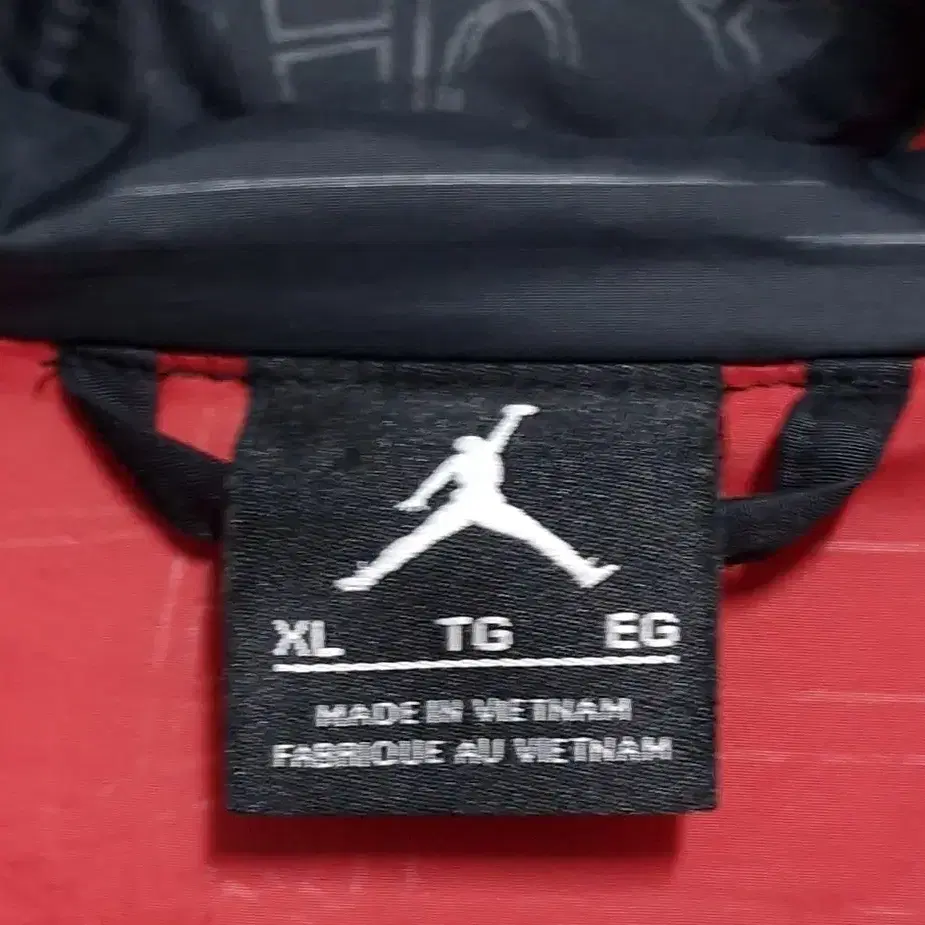 XL TG EG
MADE IN VIETNAM
FABRIQUE AU VIETNAM